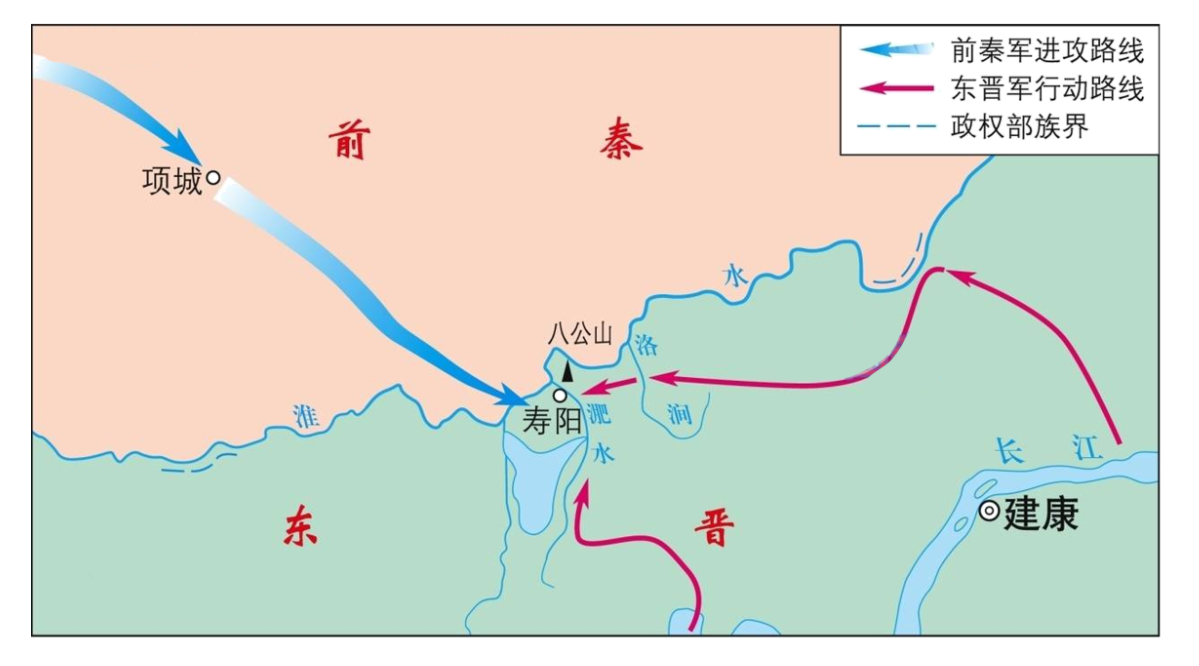 前秦军进攻路线
东晋军行动路线
政权部族界
前秦
项城
水
八公山
洛
寿阳
淝
涧
淮
水
长江
建康
东晋